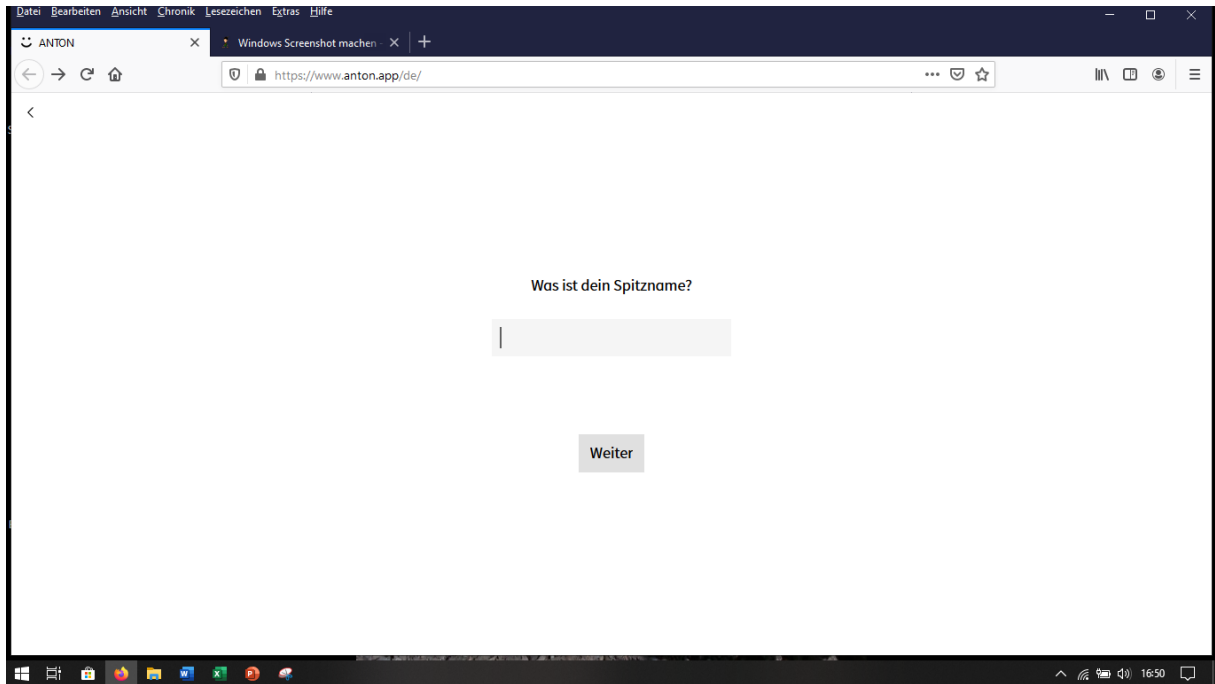 Datei Bearbeiten Ansicht Chronik Lesezeichen Extras Hilfe
ANTON Windows Screenshot machen -
https://www.anton.app/de/
Was ist dein Spitzname?
Weiter
16:50